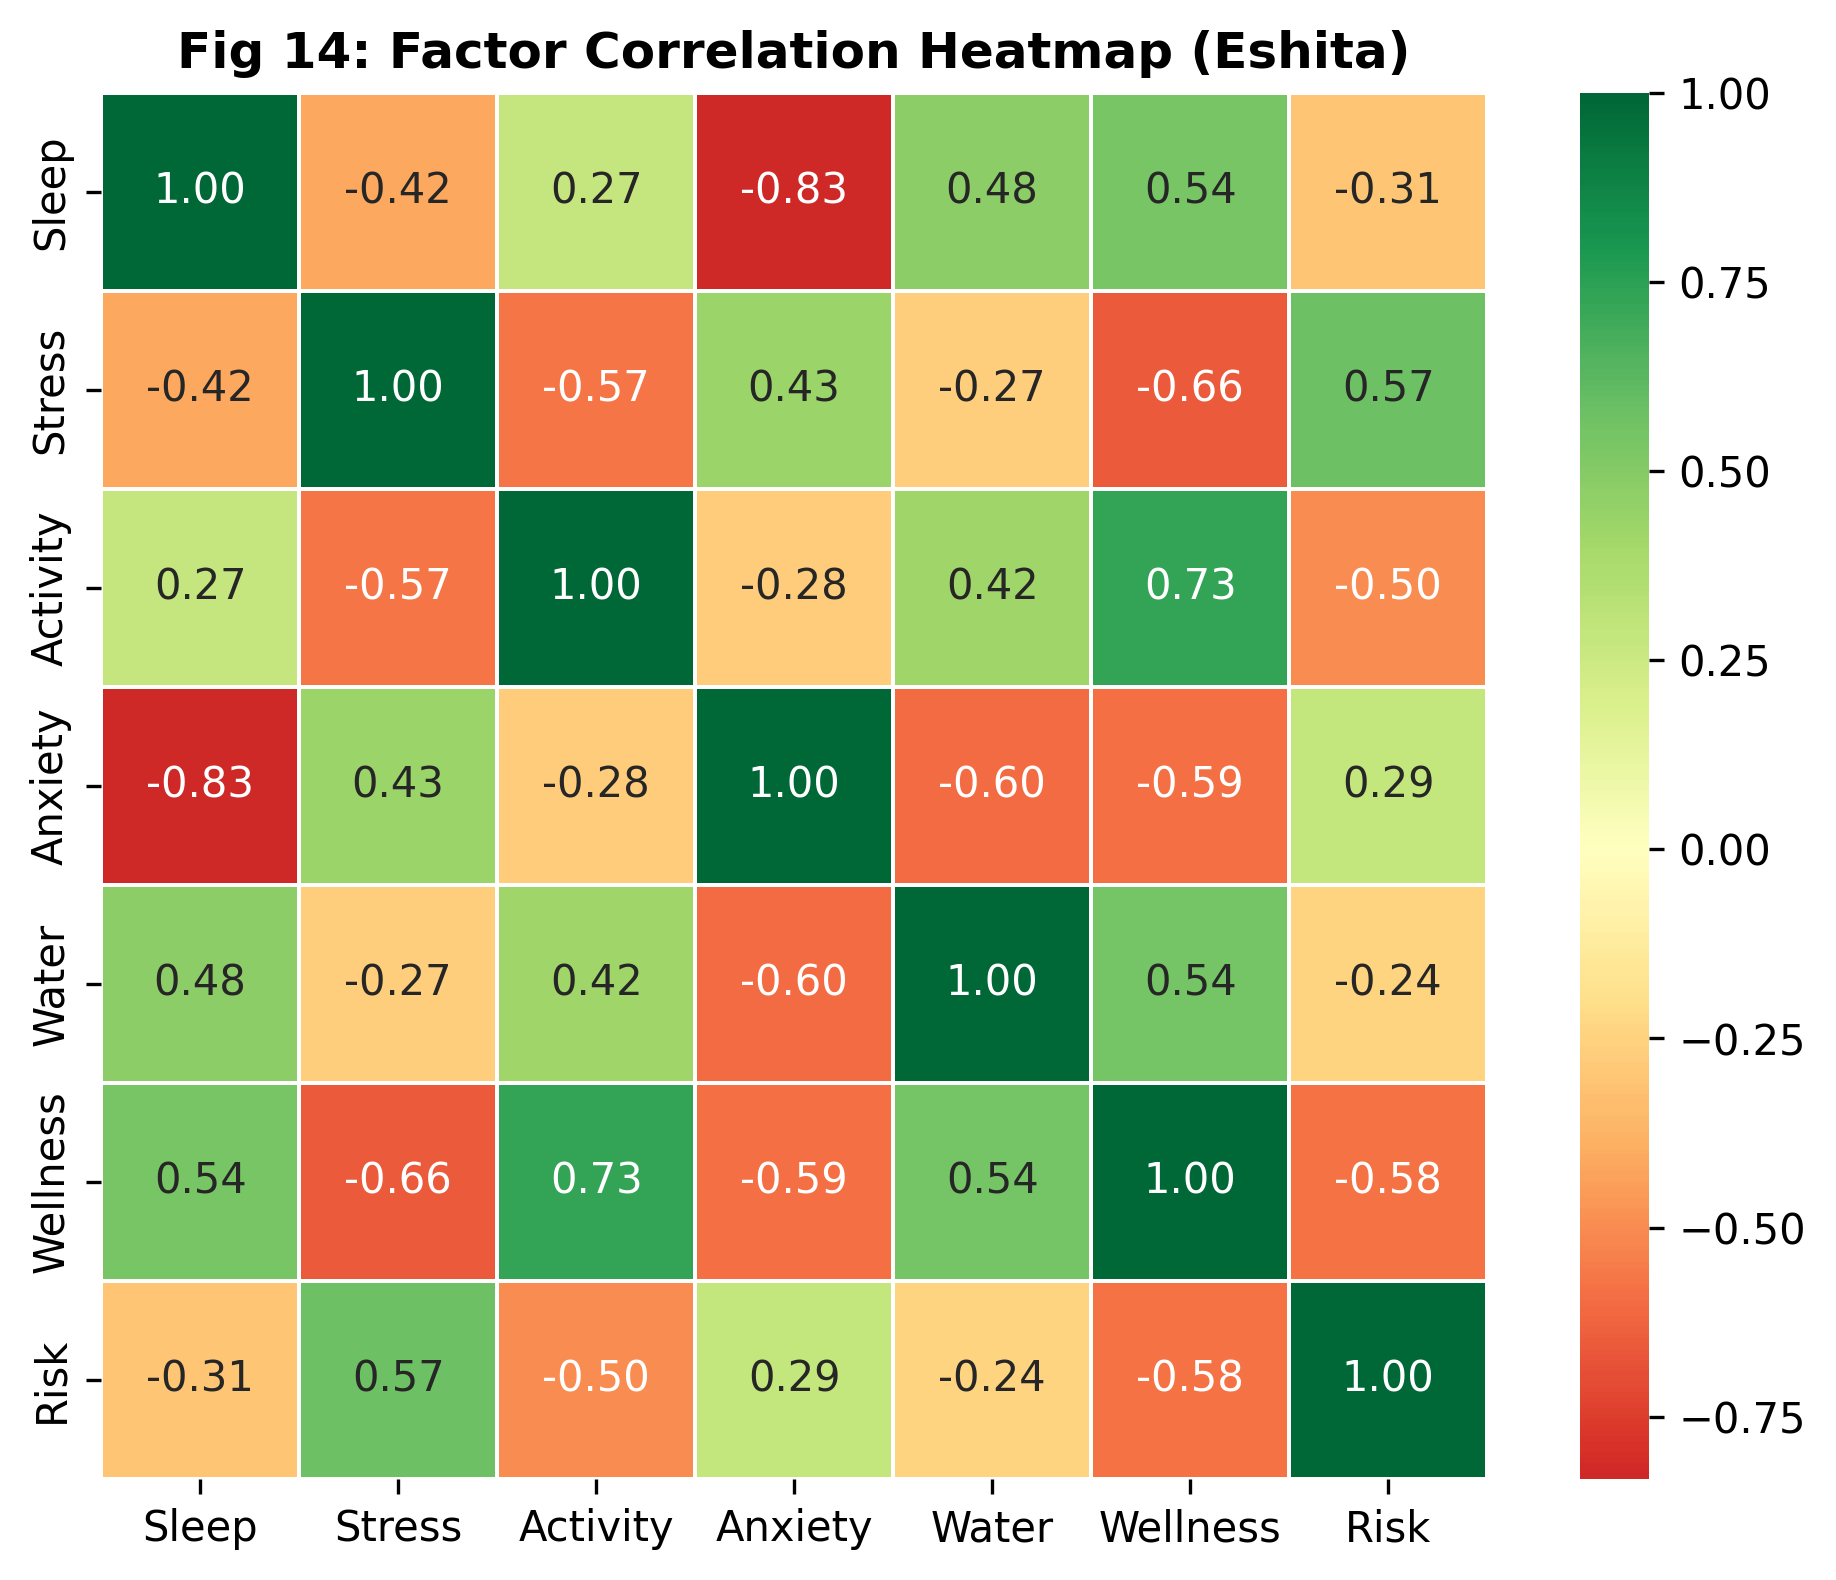 Fig 14: Factor Correlation Heatmap (Eshita)
Sleep 1.00 -0.42 0.27 -0.83 0.48 0.54 -0.31
Stress -0.42 1.00 -0.57 0.43 -0.27 -0.66 0.57
Activity 0.27 -0.57 1.00 -0.28 0.42 0.73 -0.50
Anxiety -0.83 0.43 -0.28 1.00 -0.60 -0.59 0.29
Water 0.48 -0.27 0.42 -0.60 1.00 0.54 -0.24
Wellness 0.54 -0.66 0.73 -0.59 0.54 1.00 -0.58
Risk -0.31 0.57 -0.50 0.29 -0.24 -0.58 1.00
Sleep Stress Activity Anxiety Water Wellness Risk
1.00
0.75
0.50
0.25
0.00
−0.25
−0.50
−0.75